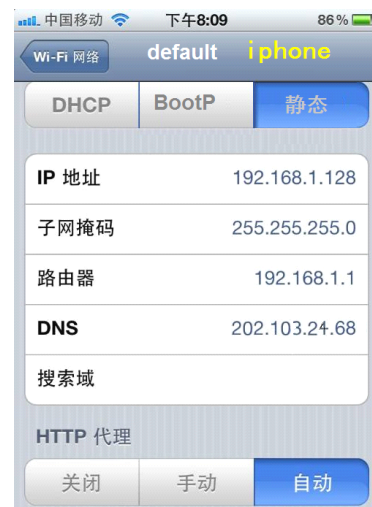 中国移动 下午8:09 86%
Wi-Fi 网络 default iphone
DHCP BootP 静态
IP 地址 192.168.1.128
子网掩码 255.255.255.0
路由器 192.168.1.1
DNS 202.103.24.68
搜索域
HTTP 代理
关闭 手动 自动